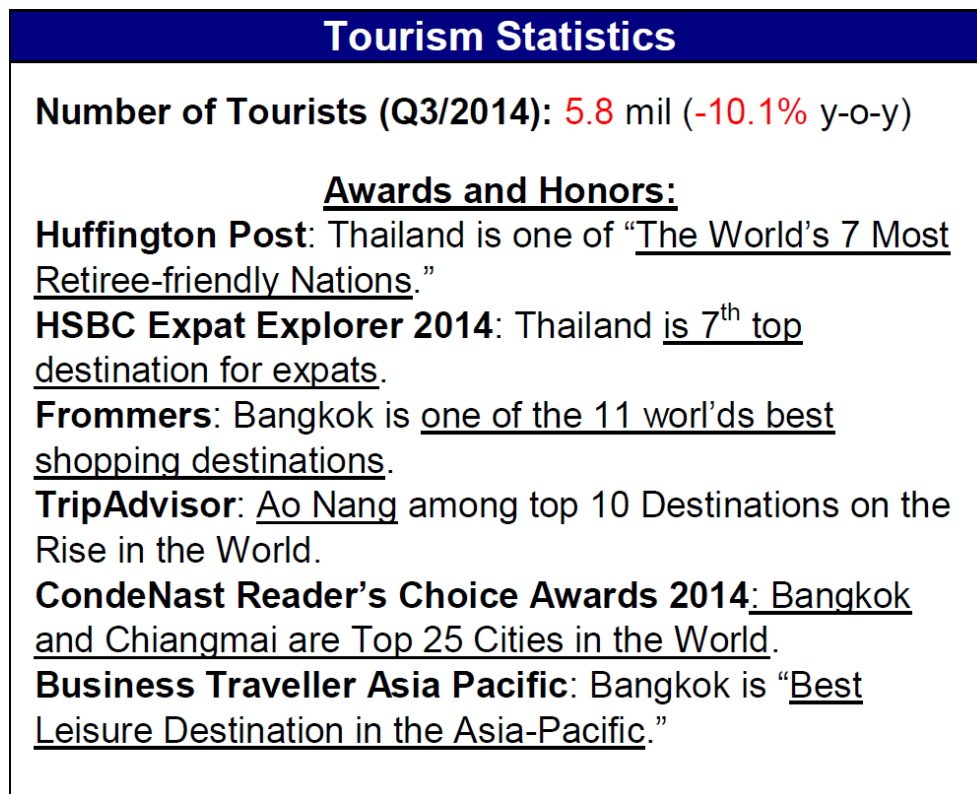 Tourism Statistics
Number of Tourists (Q3/2014): 5.8 mil (-10.1% y-o-y)
Awards and Honors:
Huffington Post: Thailand is one of “The World’s 7 Most
Retiree-friendly Nations.”
HSBC Expat Explorer 2014: Thailand is 7th top
destination for expats.
Frommers: Bangkok is one of the 11 worl’ds best
shopping destinations.
TripAdvisor: Ao Nang among top 10 Destinations on the
Rise in the World.
CondeNast Reader’s Choice Awards 2014: Bangkok
and Chiangmai are Top 25 Cities in the World.
Business Traveller Asia Pacific: Bangkok is “Best
Leisure Destination in the Asia-Pacific.”